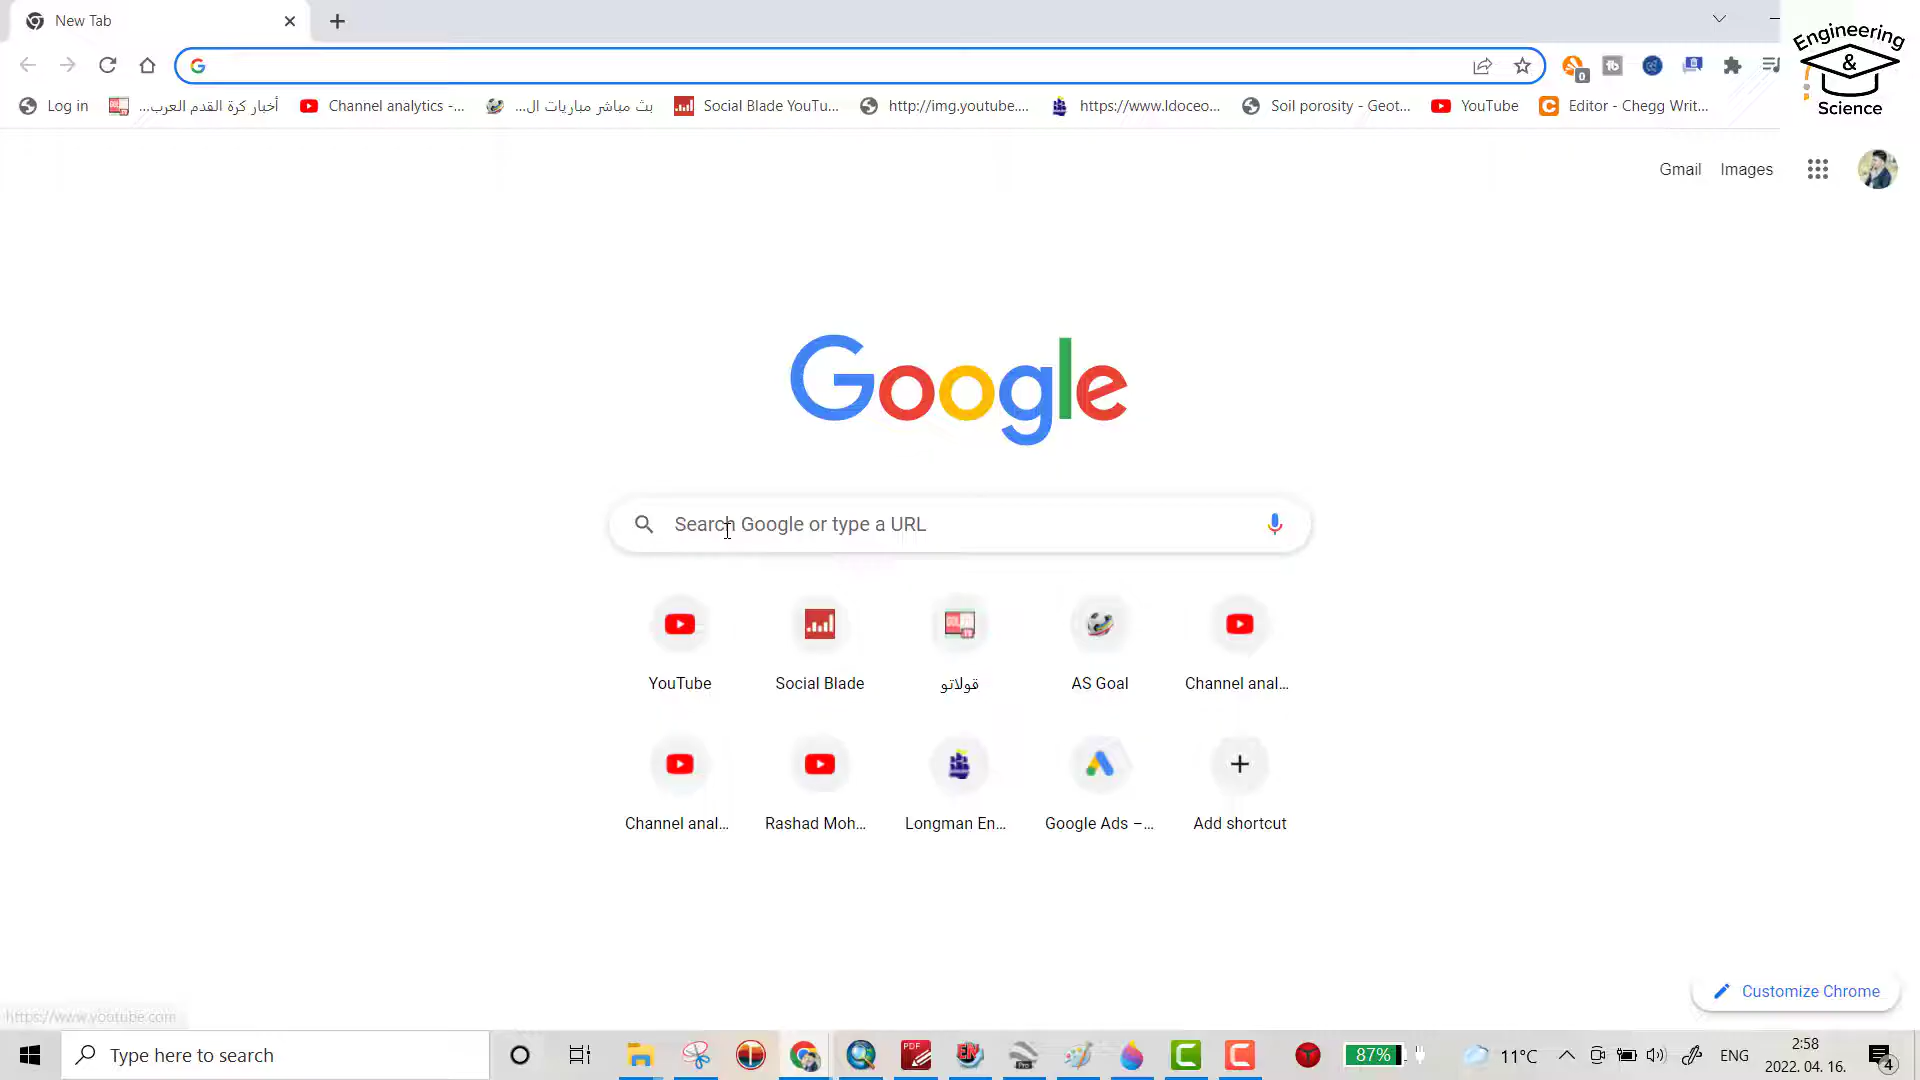 New Tab
Engineering
&
Science
0
Log in
أخبار كرة القدم العرب...
Channel analytics -...
بث مباشر مباريات ال...
Social Blade YouTu...
http://img.youtube....
https://www.ldoceo...
Soil porosity - Geot...
YouTube
Editor - Chegg Writ...
Gmail
Images
Google
Search Google or type a URL
YouTube
Social Blade
قولاتو
AS Goal
Channel anal...
Channel anal...
Rashad Moh...
Longman En...
Google Ads –...
Add shortcut
Customize Chrome
https://www.youtube.com
Type here to search
87%
11°C
ENG
2:58
2022. 04. 16.
4